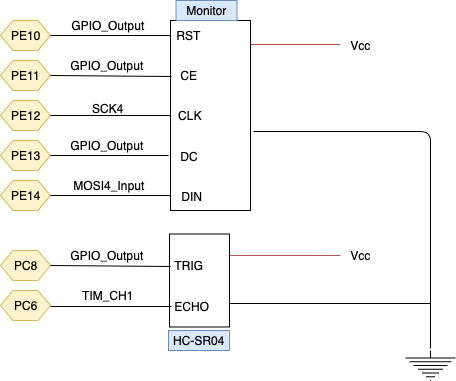 Monitor
PE10 GPIO_Output RST
Vcc
PE11 GPIO_Output CE
PE12 SCK4 CLK
PE13 GPIO_Output DC
PE14 MOSI4_Input DIN
PC8 GPIO_Output TRIG
Vcc
PC6 TIM_CH1 ECHO
HC-SR04